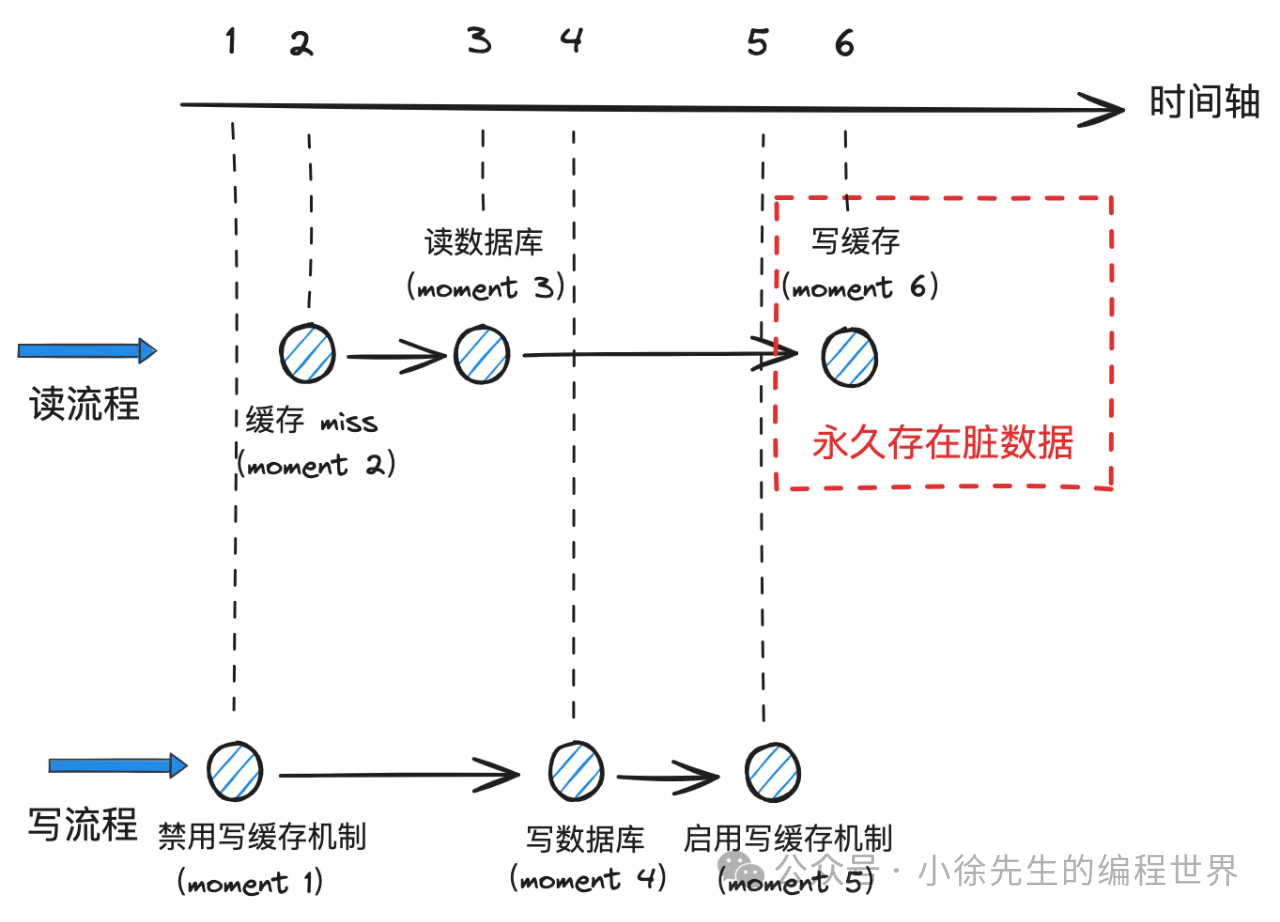 1 2 3 4 5 6
时间轴
读数据库
(moment 3)
写缓存
(moment 6)
读流程
缓存 miss
(moment 2)
永久存在脏数据
写流程
禁用写缓存机制
(moment 1)
写数据库
(moment 4)
启用写缓存机制
(moment 5)
公众号 · 小徐先生的编程世界